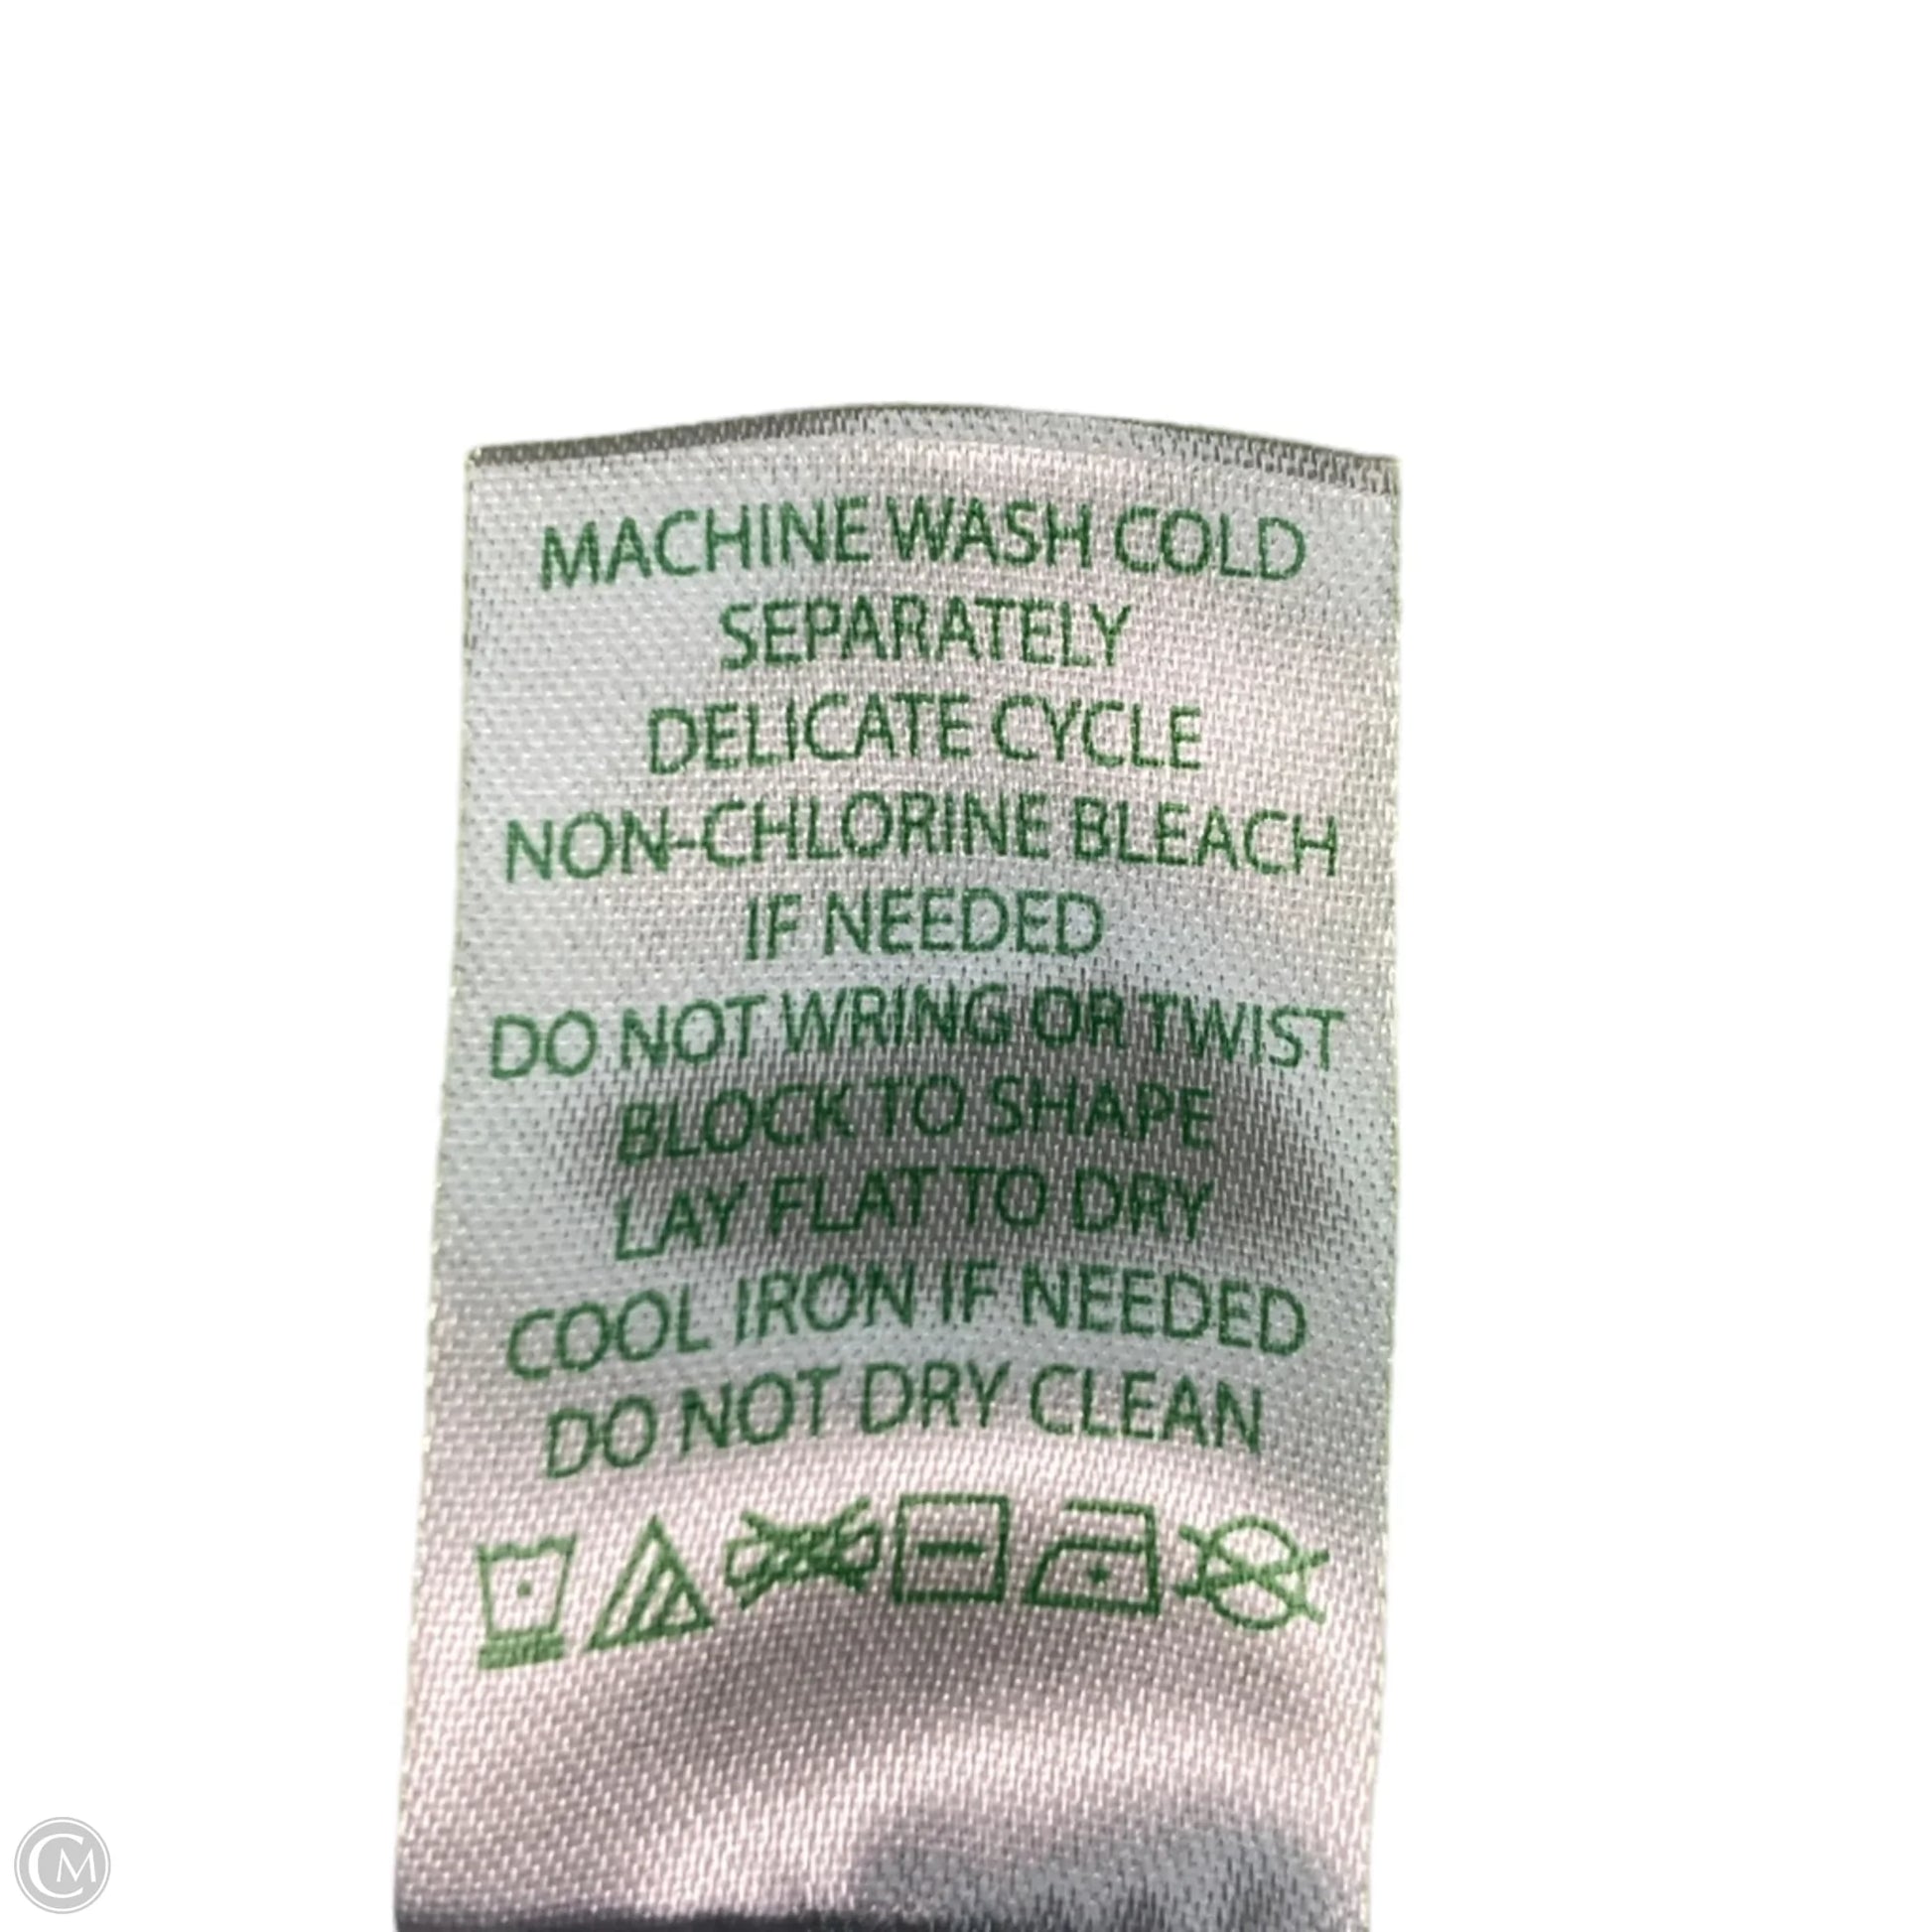 MACHINE WASH COLD
SEPARATELY
DELICATE CYCLE
NON-CHLORINE BLEACH
IF NEEDED
DO NOT WRING OR TWIST
BLOCK TO SHAPE
LAY FLAT TO DRY
COOL IRON IF NEEDED
DO NOT DRY CLEAN
CM